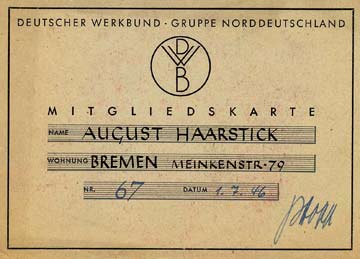 DEUTSCHER WERKBUND · GRUPPE NORDDEUTSCHLAND
DWB
MITGLIEDSKARTE
NAME AUGUST HAARSTICK
WOHNUNG BREMEN MEINKENSTR·79
NR. 67 DATUM 1.7.46